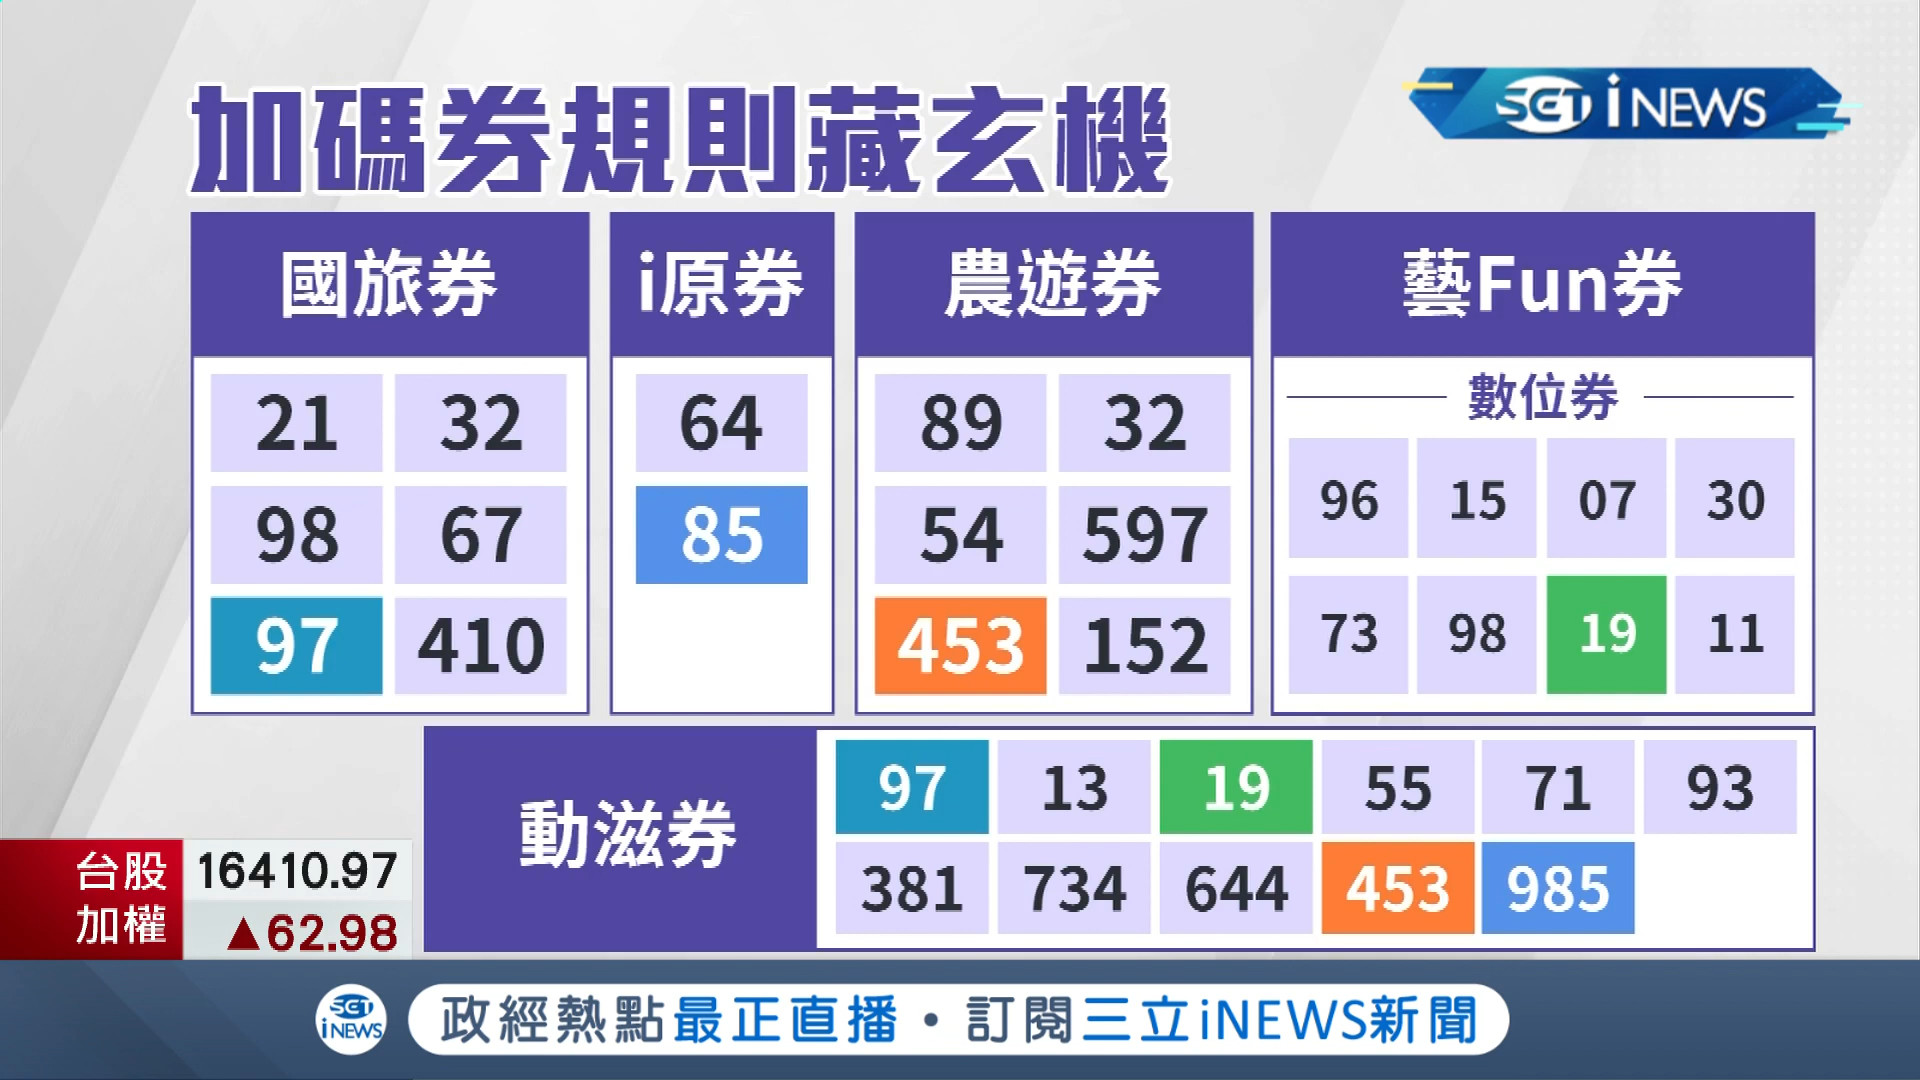 加碼券規則藏玄機
SET iNEWS
國旅券
21 32
98 67
97 410
i原券
64
85
農遊券
89 32
54 597
453 152
藝Fun券
數位券
96 15 07 30
73 98 19 11
動滋券
97 13 19 55 71 93
381 734 644 453 985
台股
加權
16410.97
▲62.98
SET
iNEWS
政經熱點最正直播・訂閱三立iNEWS新聞